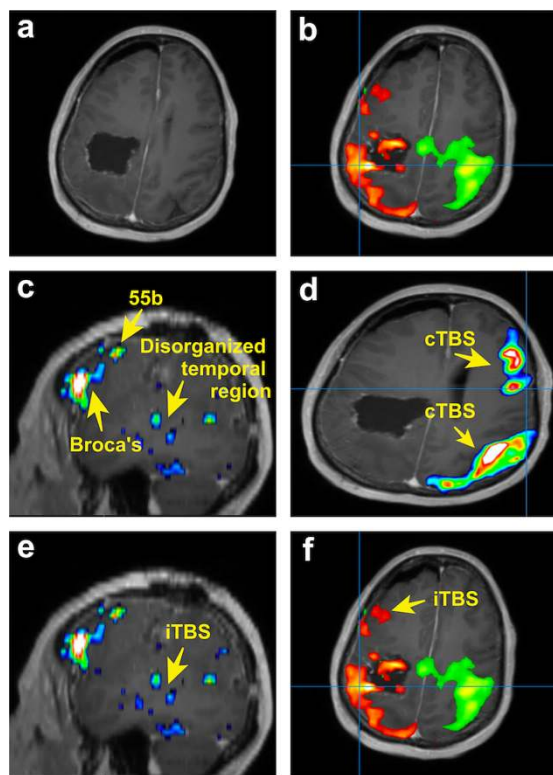 a
b
c
55b
Disorganized
temporal
region
Broca's
d
cTBS
cTBS
e
iTBS
f
iTBS